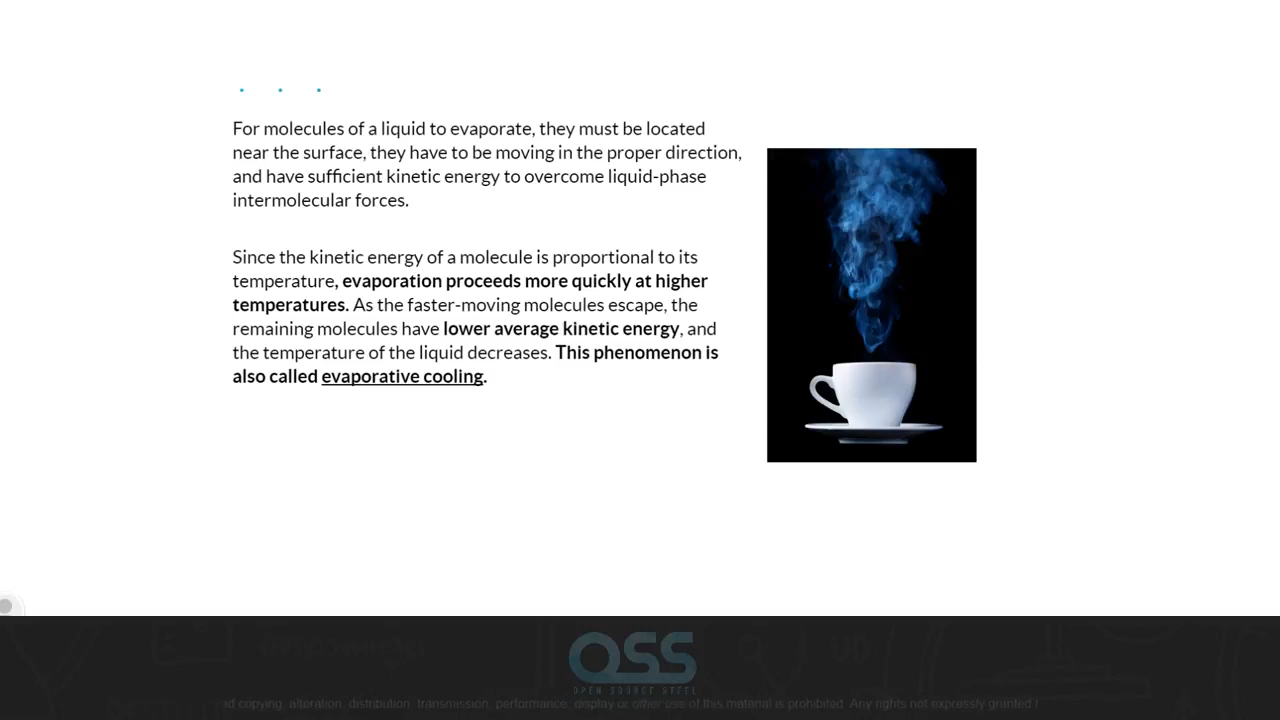 For molecules of a liquid to evaporate, they must be located
near the surface, they have to be moving in the proper direction,
and have sufficient kinetic energy to overcome liquid-phase
intermolecular forces.
Since the kinetic energy of a molecule is proportional to its
temperature, evaporation proceeds more quickly at higher
temperatures. As the faster-moving molecules escape, the
remaining molecules have lower average kinetic energy, and
the temperature of the liquid decreases. This phenomenon is
also called evaporative cooling.
OSS
OPEN SOURCE STEEL
copying, alteration, distribution, transmission, performance, display or other use of this material is prohibited. Any rights not expressly granted